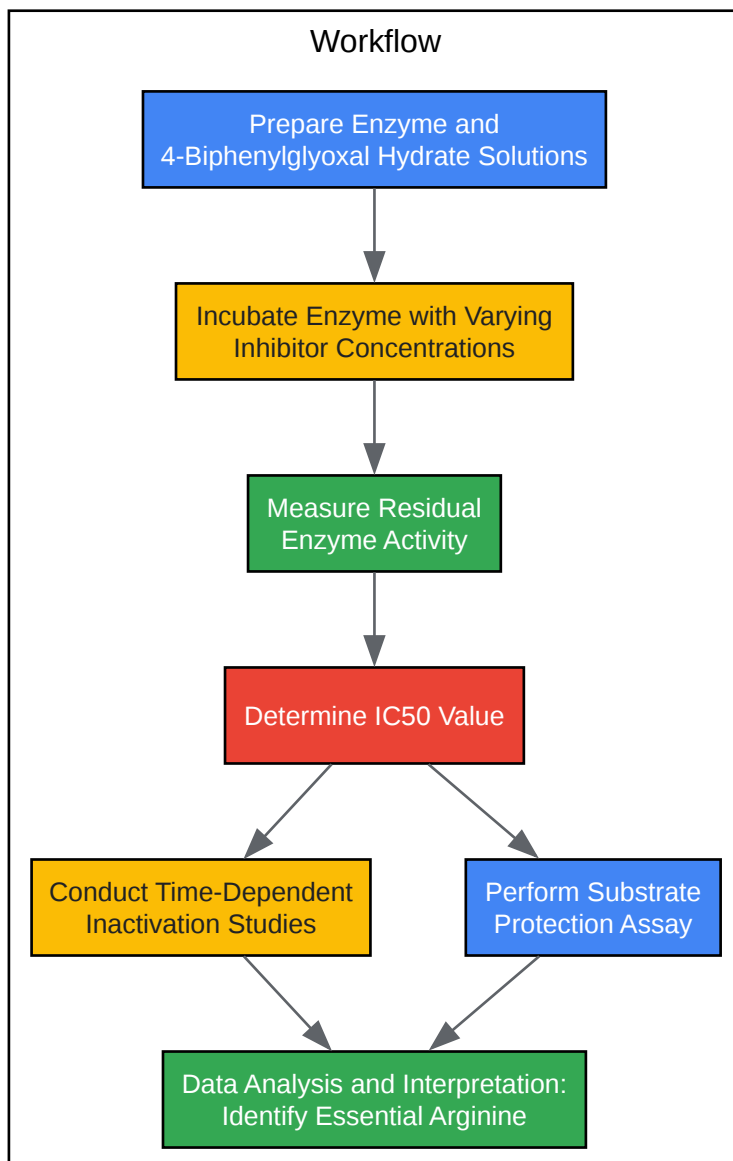 Workflow
Prepare Enzyme and
4-Biphenylglyoxal Hydrate Solutions
Incubate Enzyme with Varying
Inhibitor Concentrations
Measure Residual
Enzyme Activity
Determine IC50 Value
Conduct Time-Dependent
Inactivation Studies
Perform Substrate
Protection Assay
Data Analysis and Interpretation:
Identify Essential Arginine